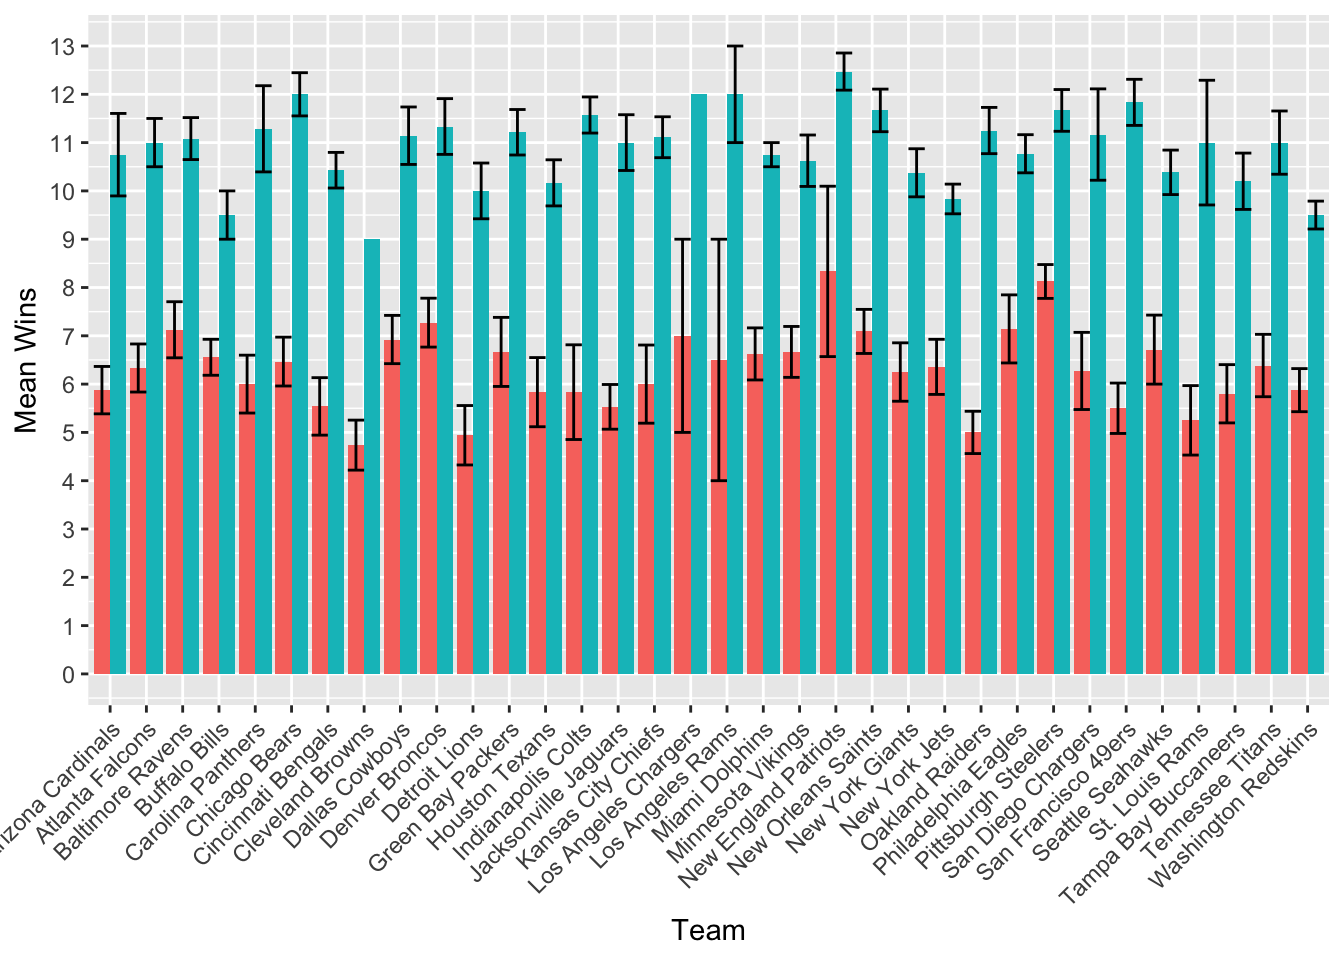 Mean Wins
13
12
11
10
9
8
7
6
5
4
3
2
1
0
Cardinals
Atlanta Falcons
Baltimore Ravens
Buffalo Bills
Carolina Panthers
Chicago Bears
Cincinnati Bengals
Cleveland Browns
Dallas Cowboys
Denver Broncos
Detroit Lions
Green Bay Packers
Houston Texans
Indianapolis Colts
Jacksonville Jaguars
Kansas City Chiefs
Los Angeles Chargers
Los Angeles Rams
Miami Dolphins
Minnesota Vikings
New England Patriots
New Orleans Saints
New York Giants
New York Jets
Oakland Raiders
Philadelphia Eagles
Pittsburgh Steelers
San Diego Chargers
San Francisco 49ers
Seattle Seahawks
St. Louis Rams
Tampa Bay Buccaneers
Tennessee Titans
Washington Redskins
Team